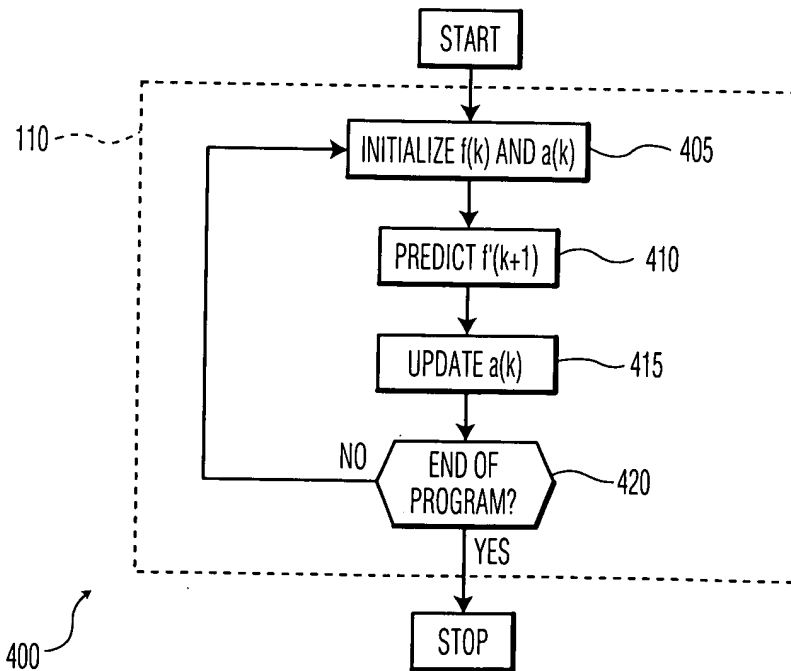 START
110
INITIALIZE f(k) AND a(k)
405
PREDICT f'(k+1)
410
UPDATE a(k)
415
NO
END OF
PROGRAM?
420
YES
STOP
400